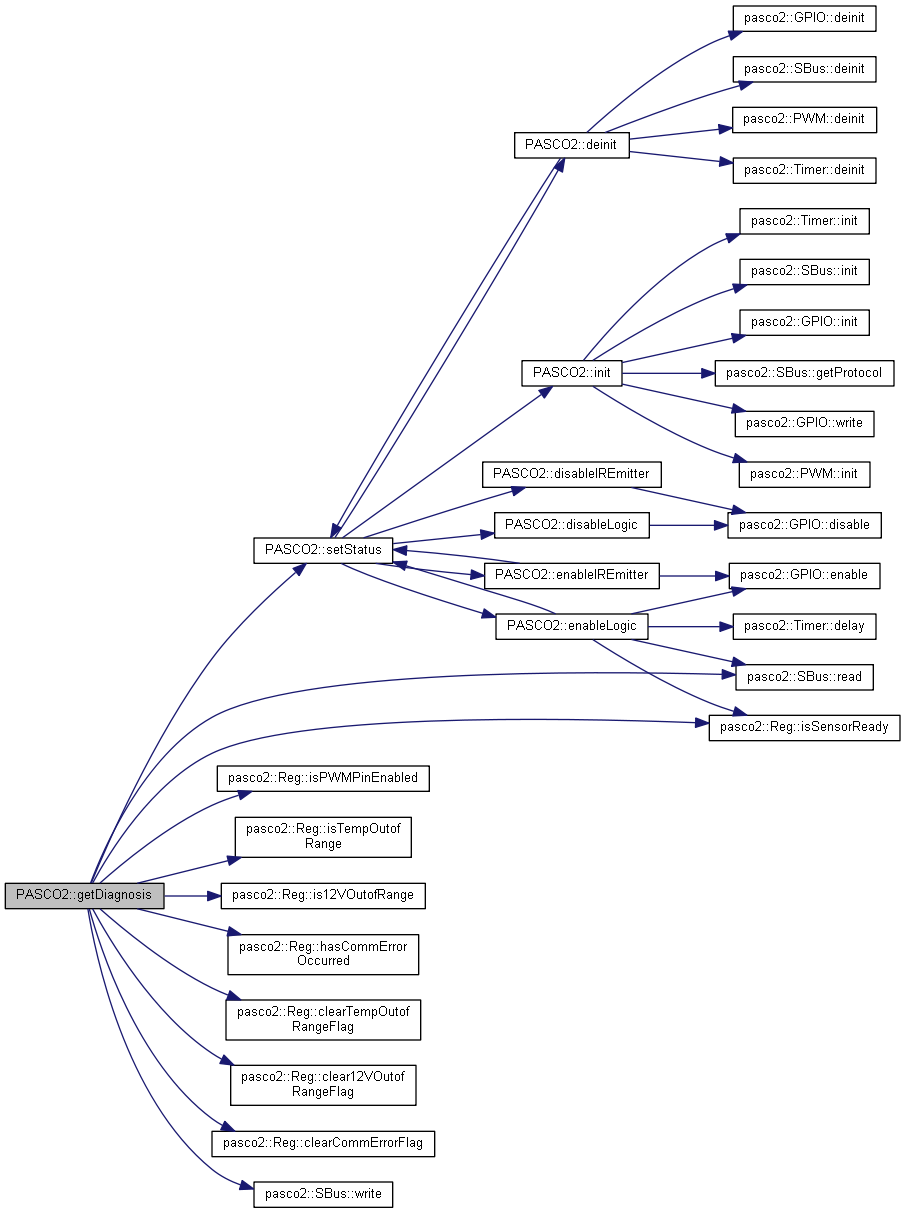 pasco2::GPIO::deinit
pasco2::SBus::deinit
pasco2::PWM::deinit
PASCO2::deinit
pasco2::Timer::deinit
pasco2::Timer::init
pasco2::SBus::init
pasco2::GPIO::init
PASCO2::init
pasco2::SBus::getProtocol
pasco2::GPIO::write
PASCO2::disableIREmitter
pasco2::PWM::init
PASCO2::disableLogic
pasco2::GPIO::disable
PASCO2::setStatus
PASCO2::enableIREmitter
pasco2::GPIO::enable
PASCO2::enableLogic
pasco2::Timer::delay
pasco2::SBus::read
pasco2::Reg::isSensorReady
pasco2::Reg::isPWMPinEnabled
pasco2::Reg::isTempOutof
Range
PASCO2::getDiagnosis
pasco2::Reg::is12VOutofRange
pasco2::Reg::hasCommError
Occurred
pasco2::Reg::clearTempOutof
RangeFlag
pasco2::Reg::clear12VOutof
RangeFlag
pasco2::Reg::clearCommErrorFlag
pasco2::SBus::write